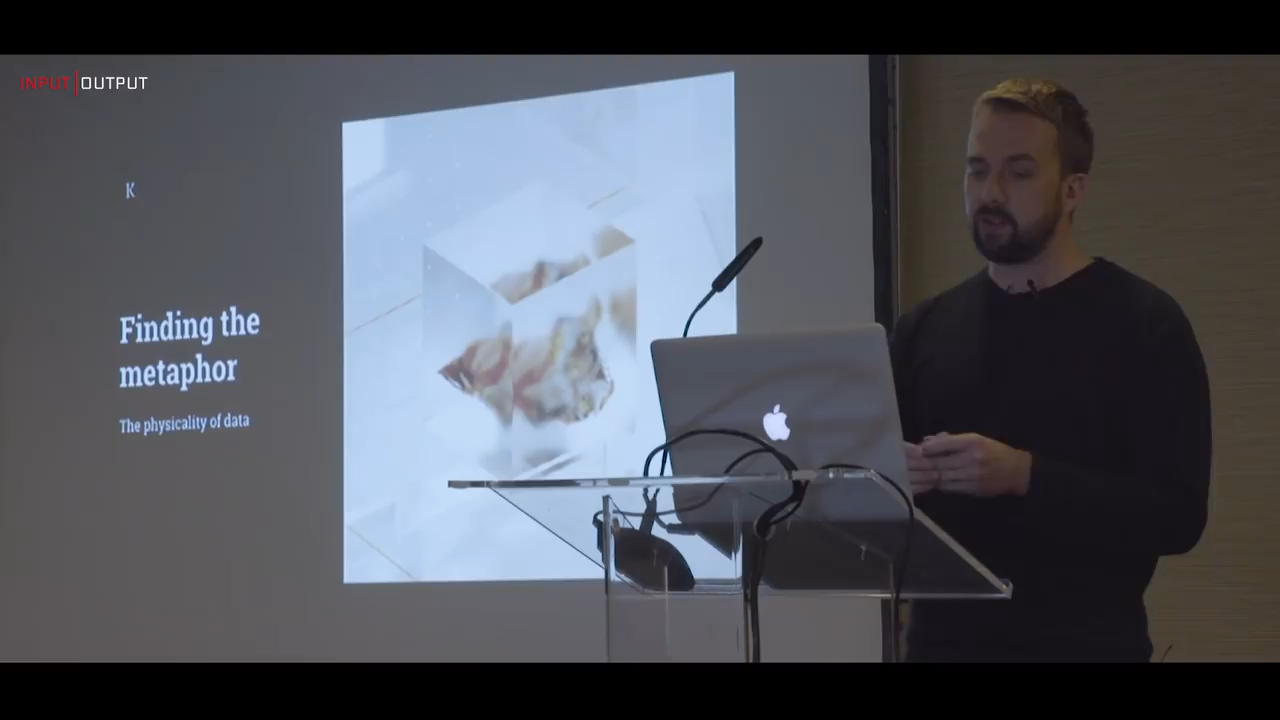 INPUT|OUTPUT
K
Finding the
metaphor
The physicality of data